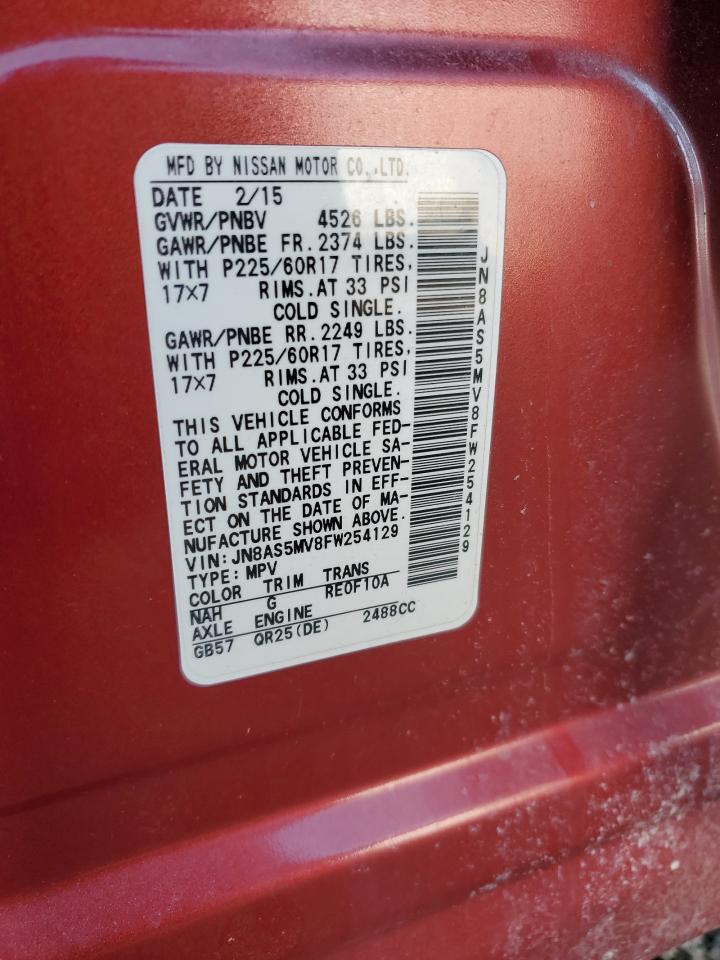 MFD BY NISSAN MOTOR CO.,LTD.
DATE 2/15
GVWR/PNBV 4526 LBS.
GAWR/PNBE FR. 2374 LBS.
WITH P225/60R17 TIRES,
17×7 RIMS.AT 33 PSI
COLD SINGLE.
GAWR/PNBE RR. 2249 LBS.
WITH P225/60R17 TIRES,
17×7 RIMS.AT 33 PSI
COLD SINGLE.
THIS VEHICLE CONFORMS
TO ALL APPLICABLE FED-
ERAL MOTOR VEHICLE SA-
FETY AND THEFT PREVEN-
TION STANDARDS IN EFF-
ECT ON THE DATE OF MA-
NUFACTURE SHOWN ABOVE.
VIN: JN8AS5MV8FW254129
TYPE: MPV
COLOR TRIM TRANS
NAH G RE0F10A
AXLE ENGINE
GB57 QR25(DE) 2488CC
JN8AS5MV8FW254129